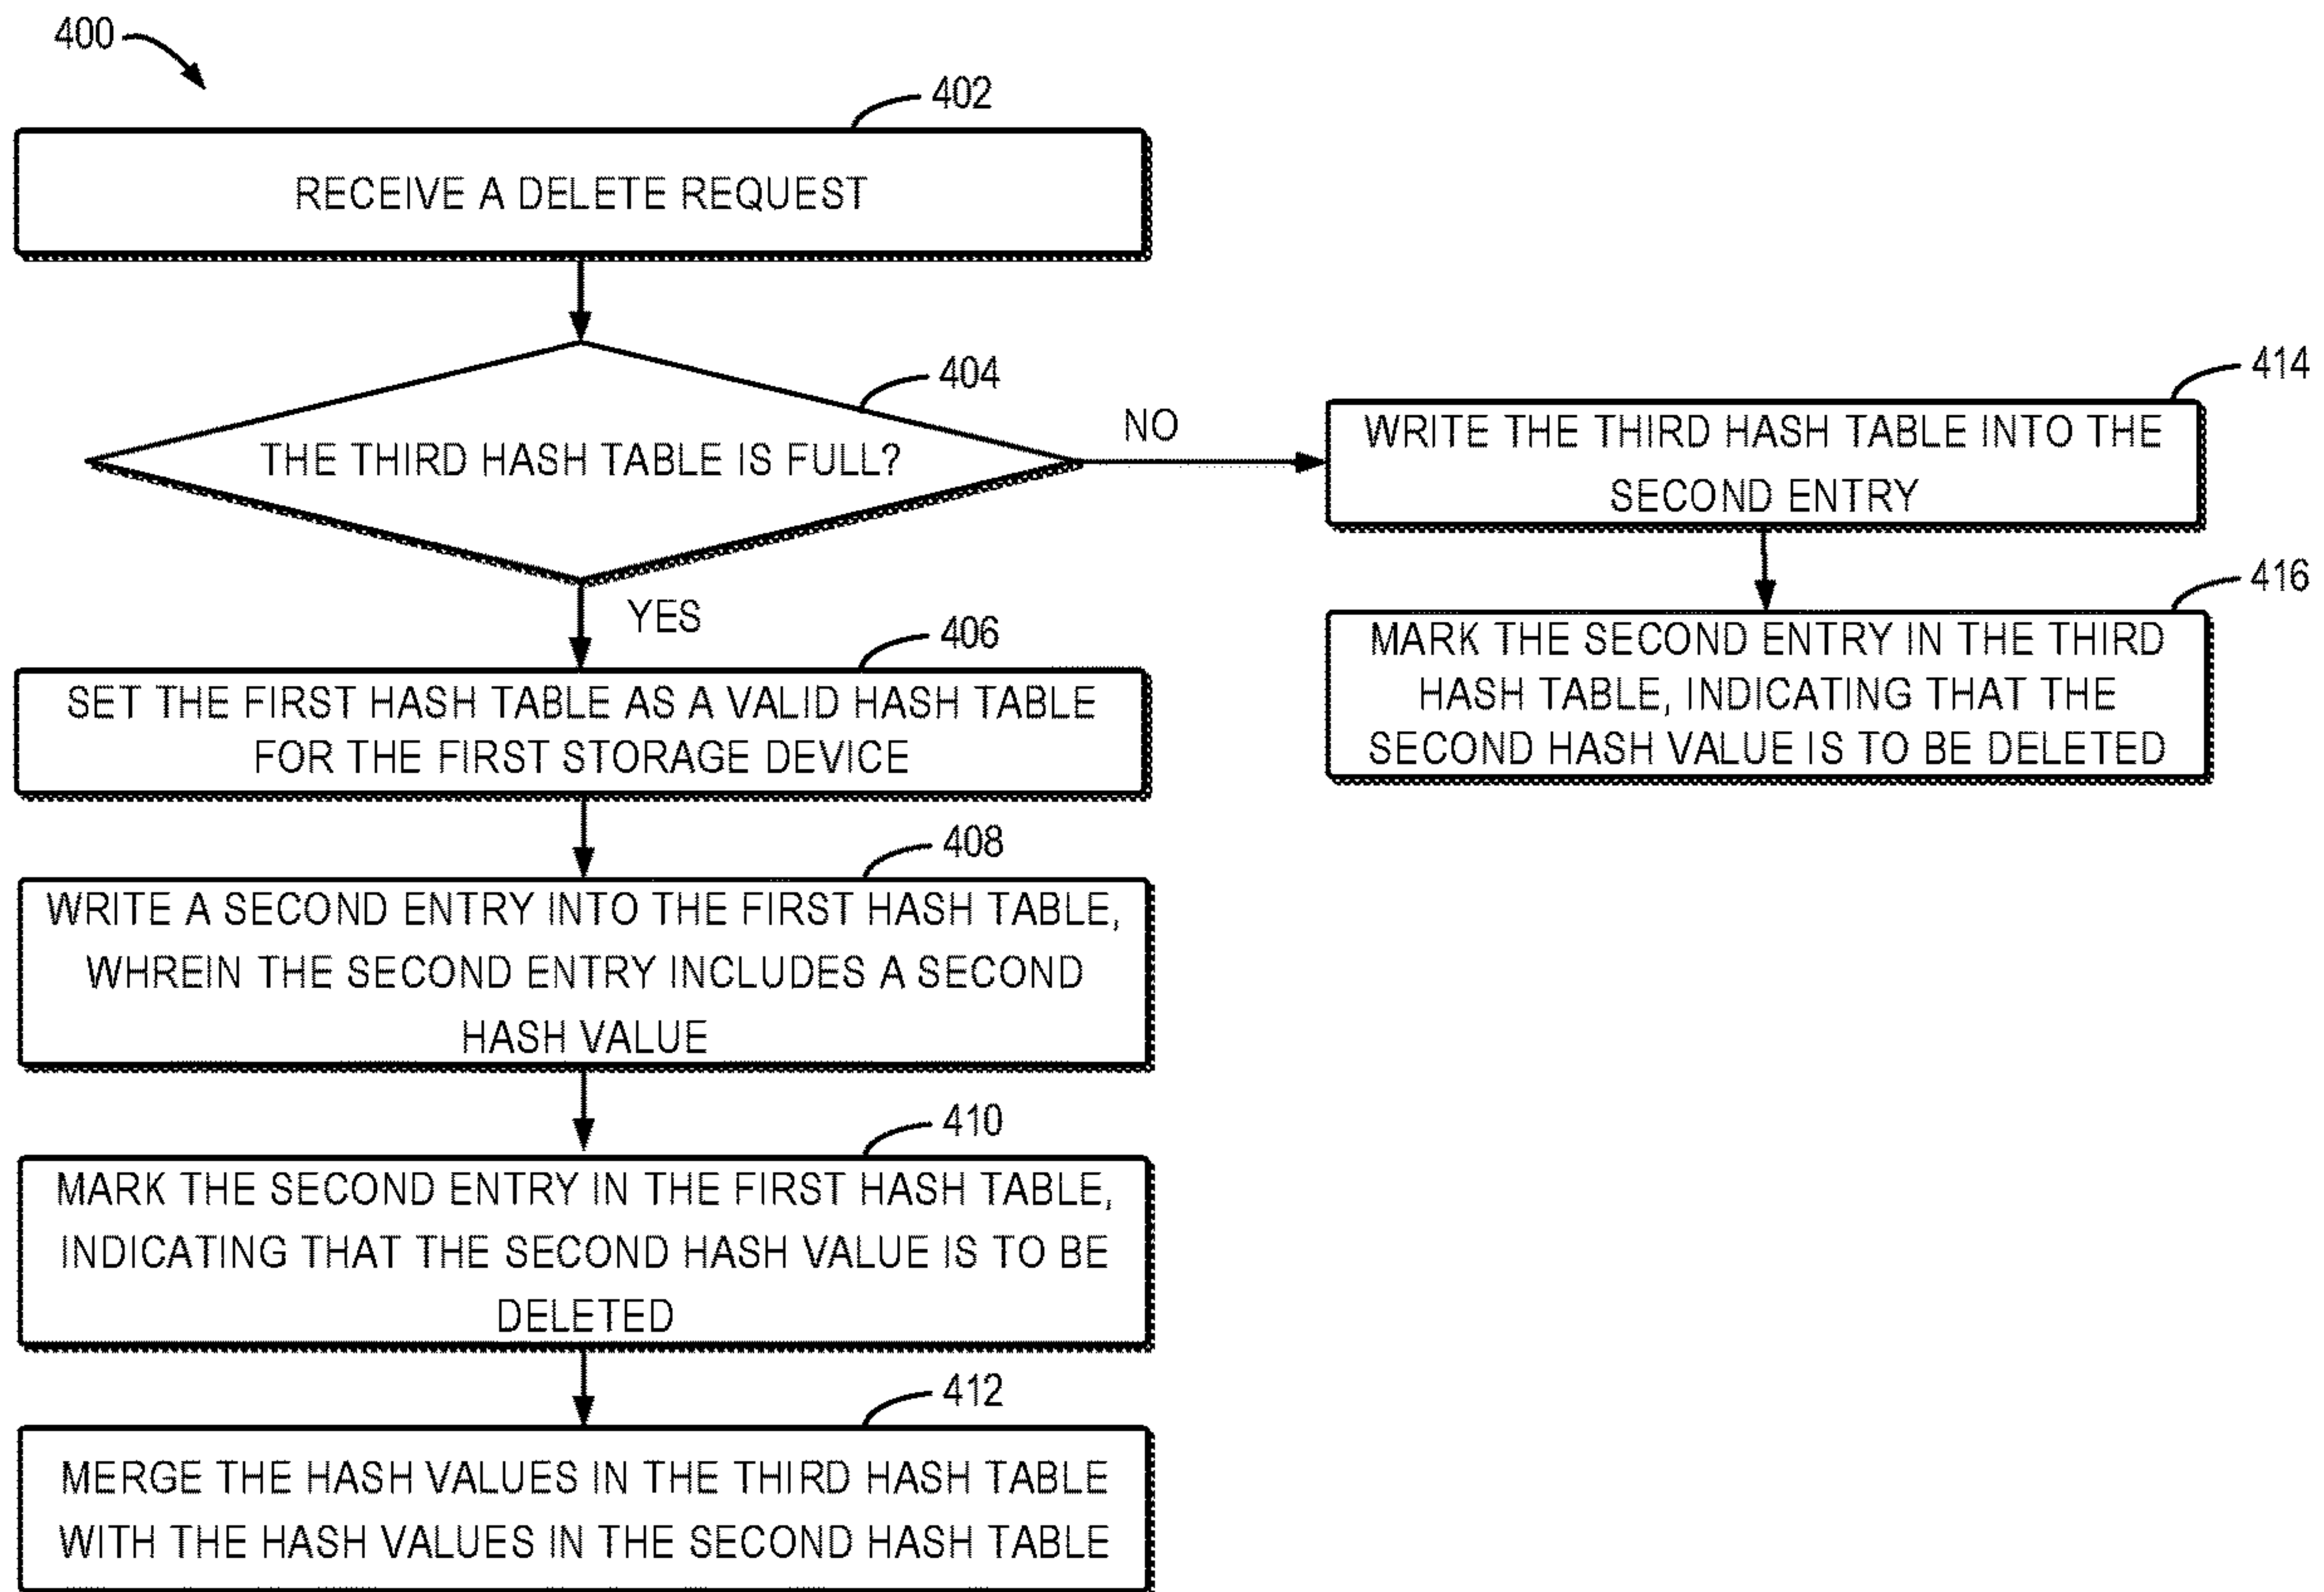 400
402
RECEIVE A DELETE REQUEST
404
THE THIRD HASH TABLE IS FULL?
NO
YES
414
WRITE THE THIRD HASH TABLE INTO THE
SECOND ENTRY
416
MARK THE SECOND ENTRY IN THE THIRD
HASH TABLE, INDICATING THAT THE
SECOND HASH VALUE IS TO BE DELETED
406
SET THE FIRST HASH TABLE AS A VALID HASH TABLE
FOR THE FIRST STORAGE DEVICE
408
WRITE A SECOND ENTRY INTO THE FIRST HASH TABLE,
WHREIN THE SECOND ENTRY INCLUDES A SECOND
HASH VALUE
410
MARK THE SECOND ENTRY IN THE FIRST HASH TABLE,
INDICATING THAT THE SECOND HASH VALUE IS TO BE
DELETED
412
MERGE THE HASH VALUES IN THE THIRD HASH TABLE
WITH THE HASH VALUES IN THE SECOND HASH TABLE